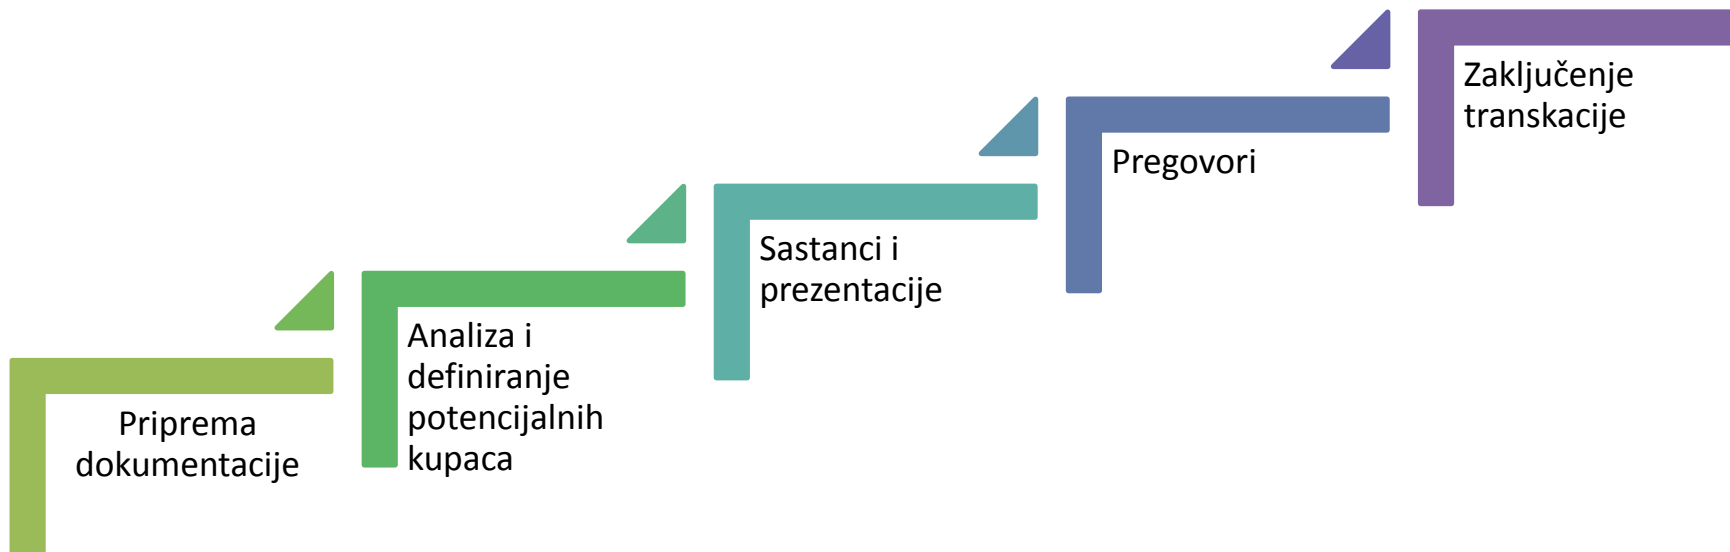 Priprema
dokumentacije
Analiza i
definiranje
potencijalnih
kupaca
Sastanci i
prezentacije
Pregovori
Zaključenje
transkacije